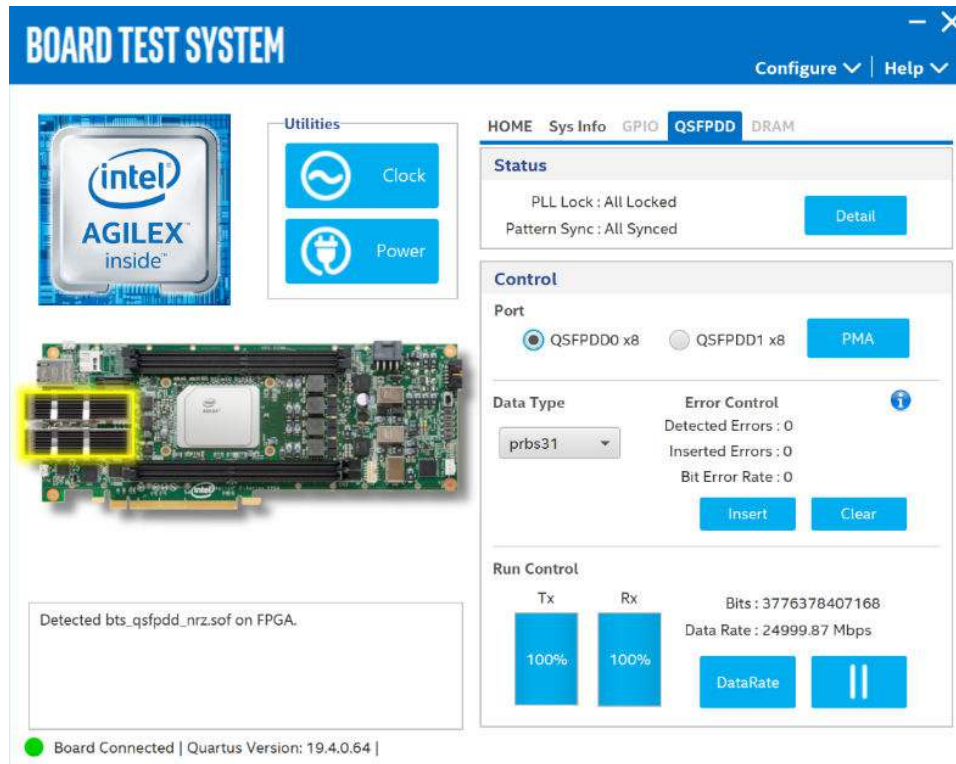 BOARD TEST SYSTEM
Configure | Help
intel
AGILEX
inside
Utilities
Clock
Power
HOME Sys Info GPIO QSFPDD DRAM
Status
PLL Lock : All Locked
Pattern Sync : All Synced
Detail
Control
Port
QSFPDD0 x8 QSFPDD1 x8 PMA
Data Type
prbs31
Error Control
Detected Errors : 0
Inserted Errors : 0
Bit Error Rate : 0
Insert Clear
Run Control
Tx Rx
100% 100%
Bits : 3776378407168
Data Rate : 24999.87 Mbps
DataRate
Detected bts_qsfpdd_nrz.sof on FPGA.
Board Connected | Quartus Version: 19.4.0.64 |